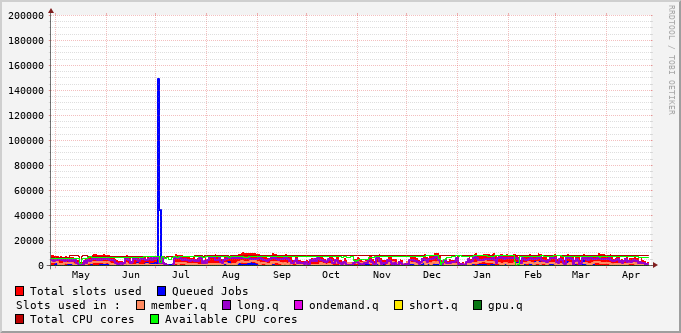 200000
180000
160000
140000
120000
100000
80000
60000
40000
20000
0
May Jun Jul Aug Sep Oct Nov Dec Jan Feb Mar Apr
RRDTOOL / TOBI OETIKER
Total slots used Queued Jobs
Slots used in : member.q long.q ondemand.q short.q gpu.q
Total CPU cores Available CPU cores